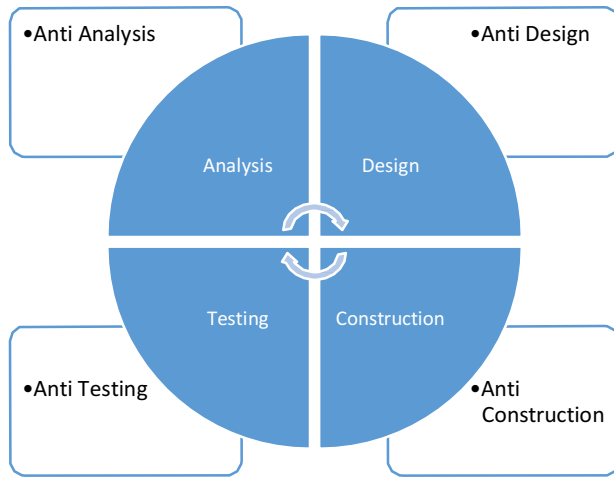 •Anti Analysis
•Anti Design
Analysis
Design
Testing
Construction
•Anti Testing
•Anti
Construction